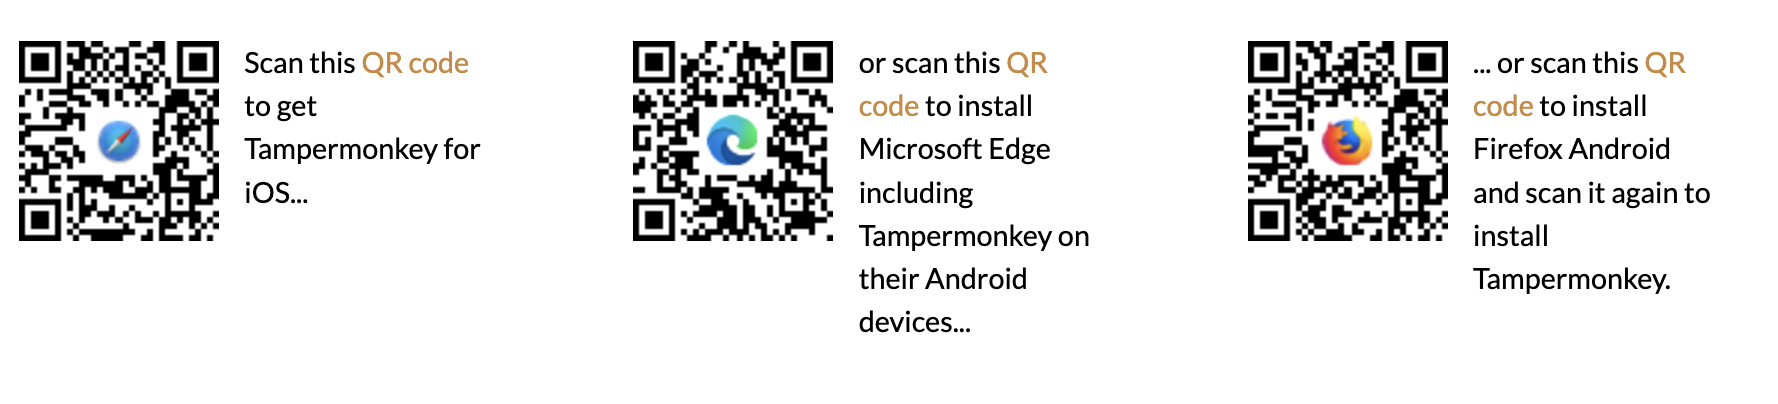 Scan this QR code
to get
Tampermonkey for
iOS...
or scan this QR
code to install
Microsoft Edge
including
Tampermonkey on
their Android
devices...
... or scan this QR
code to install
Firefox Android
and scan it again to
install
Tampermonkey.